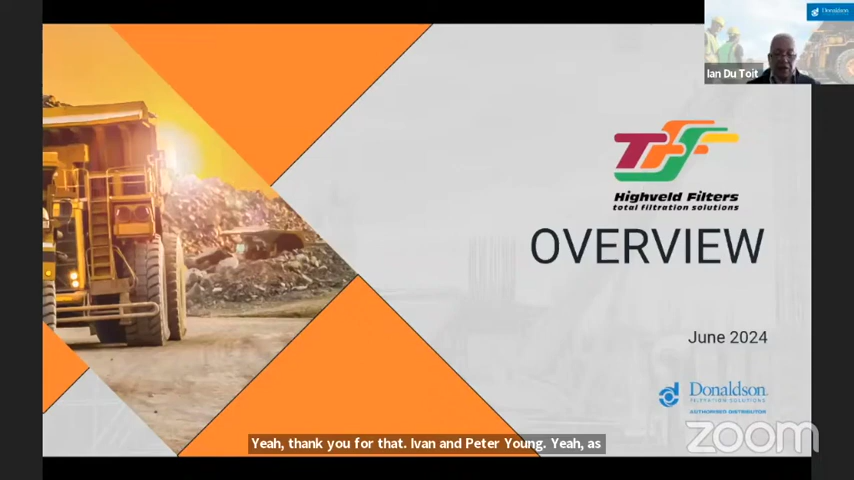 Donaldson
Ian Du Toit
TFF
Highveld Filters
total filtration solutions
OVERVIEW
June 2024
Donaldson.
FILTRATION SOLUTIONS
AUTHORISED DISTRIBUTOR
zoom
Yeah, thank you for that. Ivan and Peter Young. Yeah, as